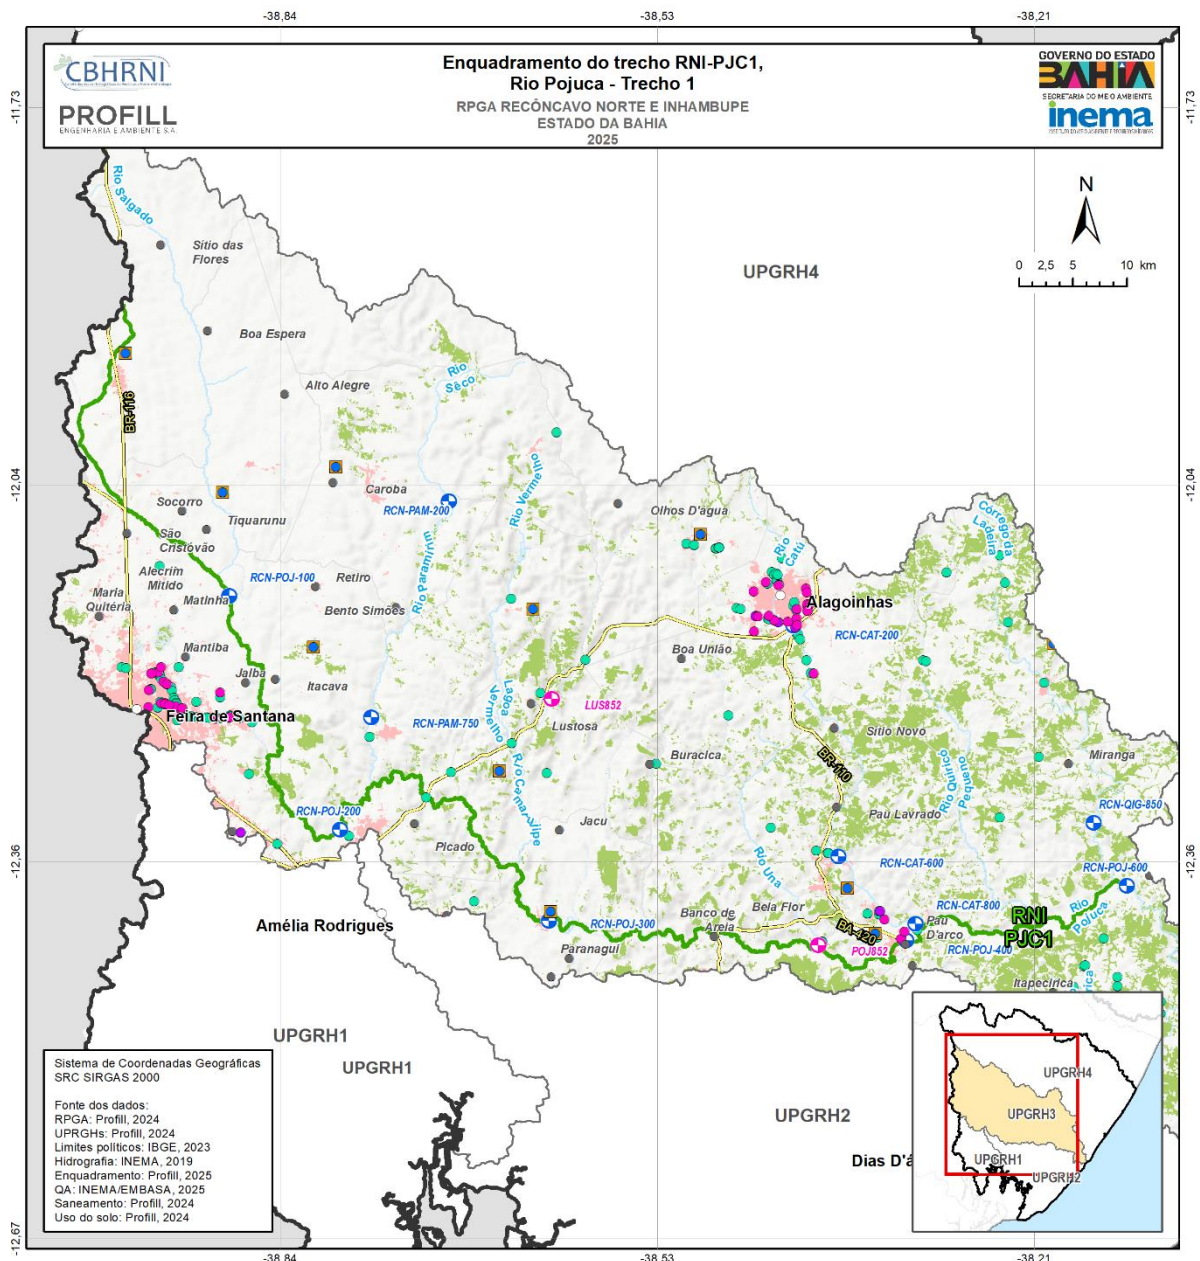 -38,84
-38,53
-38,21
CBHRNI
PROFILL
ENGENHARIA E AMBIENTE S.A.
Enquadramento do trecho RNI-PJC1,
Rio Pojuca - Trecho 1
RPGA RECÔNCAVO NORTE E INHAMBUPE
ESTADO DA BAHIA
2025
GOVERNO DO ESTADO
BAHIA
SECRETARIA DO MEIO AMBIENTE
inema
-11,73
-11,73
Rio Salgado
N
Sítio das
Flores
UPGRH4
0 2,5 5 10 km
Boa Espera
BR-116
Alto Alegre
Rio
Sêco
-12,04
-12,04
Caroba
RCN-PAM-200
Rio Vermelho
Olhos D'água
Rio
Catú
Córrego da
Ladeira
Socorro
Tiquarunu
São
Cristóvão
Alecrim
Mitido
RCN-POJ-100
Retiro
Rio Paramirim
Maria
Quitéria
Matinha
Bento Simões
Alagoinhas
RCN-CAT-200
Mantiba
Boa União
Jalba
Itacava
Lagoa
Vermelho
LUS852
Feira de Santana
RCN-PAM-750
Lustosa
Sítio Novo
Buracica
BR-110
Rio Quiricó
Pequeno
Miranga
Rio Camarajipe
RCN-POJ-200
Jacu
Pau Lavrado
RCN-QIG-850
Picado
Rio Una
RCN-CAT-600
RCN-POJ-600
-12,36
-12,36
Amélia Rodrigues
RCN-POJ-300
Banco de
Areia
Bela Flor
RCN-CAT-800
Pau
D'arco
RNI
PJC1
Rio
Pojuca
BA-420
Paranaguí
POJ852
RCN-POJ-400
Itapecirica
UPGRH1
UPGRH1
UPGRH2
Dias D'á
Sistema de Coordenadas Geográficas
SRC SIRGAS 2000
Fonte dos dados:
RPGA: Profill, 2024
UPRGHs: Profill, 2024
Limites políticos: IBGE, 2023
Hidrografia: INEMA, 2019
Enquadramento: Profill, 2025
QA: INEMA/EMBASA, 2025
Saneamento: Profill, 2024
Uso do solo: Profill, 2024
UPGRH4
UPGRH3
UPGRH1
UPGRH2
-12,67
-12,67
-38,84
-38,53
-38,21